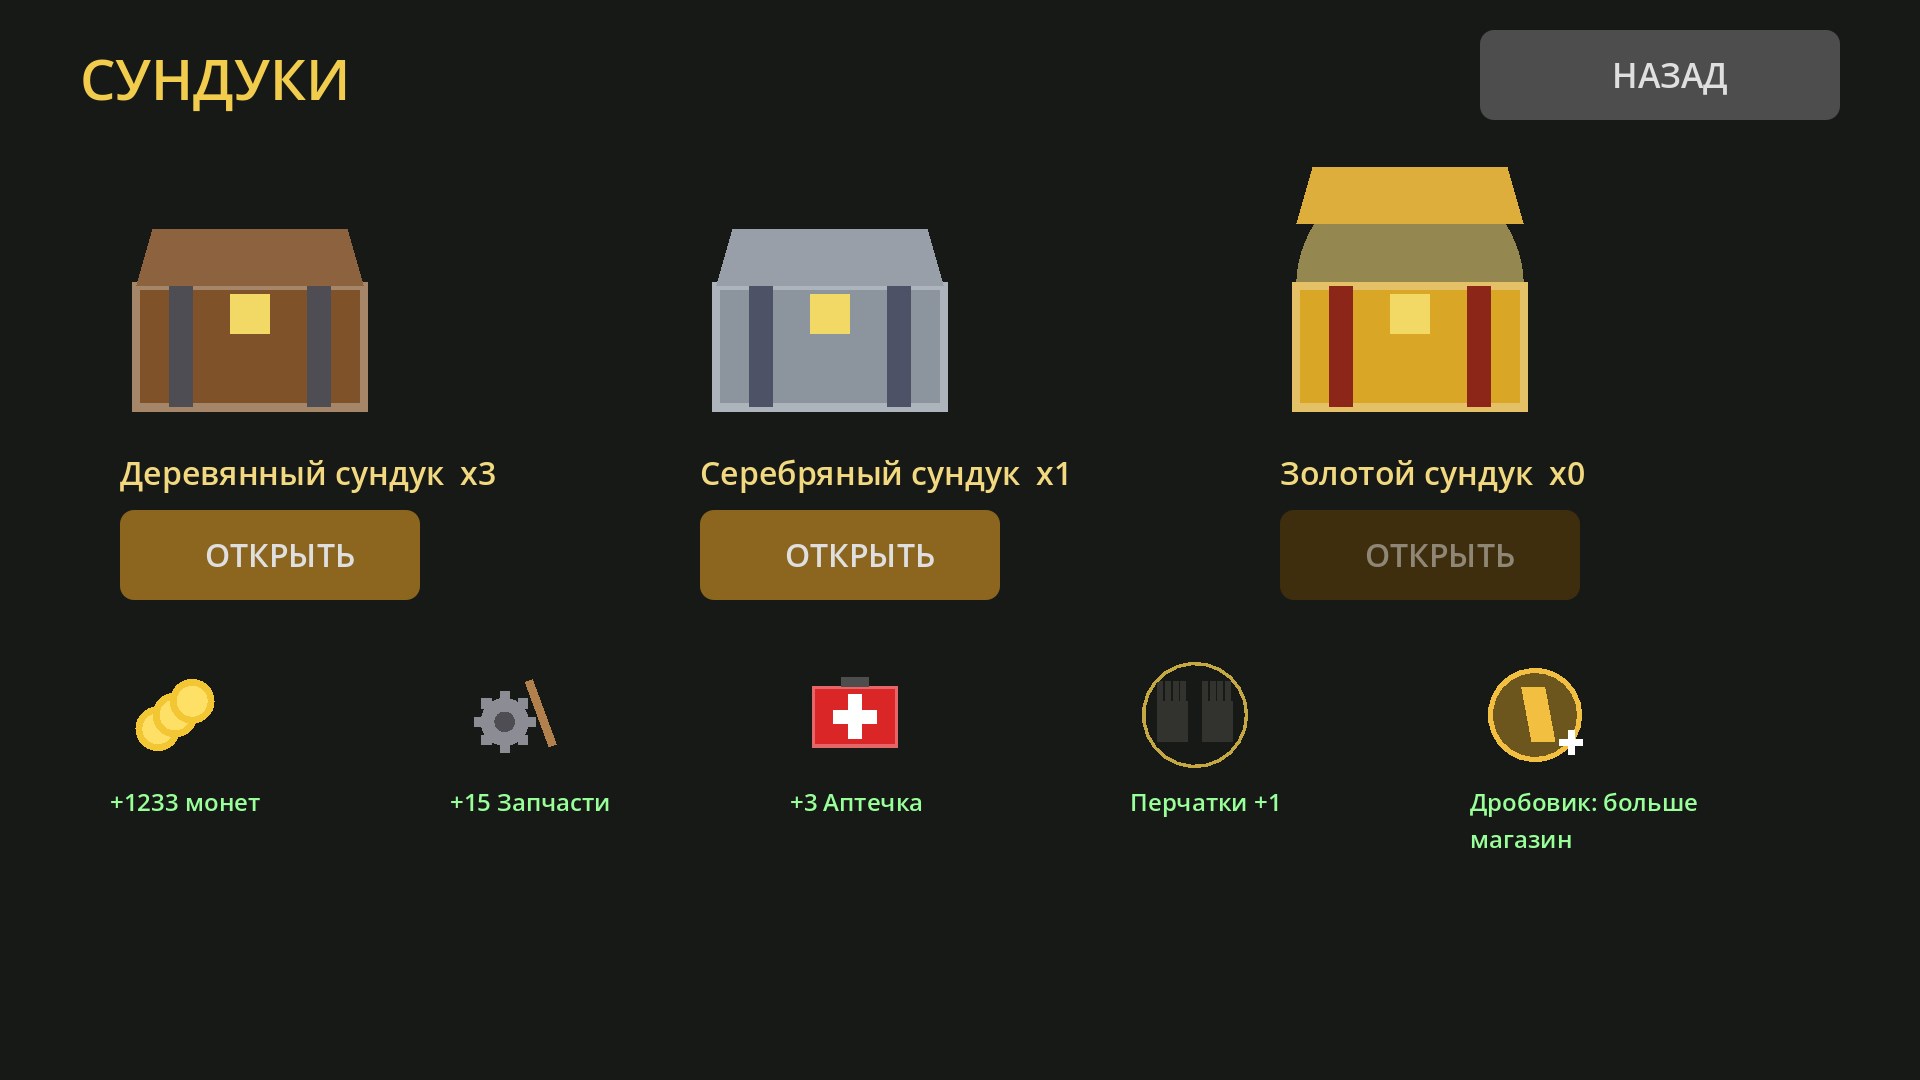 СУНДУКИ
НАЗАД
Деревянный сундук x3
Серебряный сундук x1
Золотой сундук x0
ОТКРЫТЬ
ОТКРЫТЬ
ОТКРЫТЬ
+1233 монет
+15 Запчасти
+3 Аптечка
Перчатки +1
Дробовик: больше
магазин